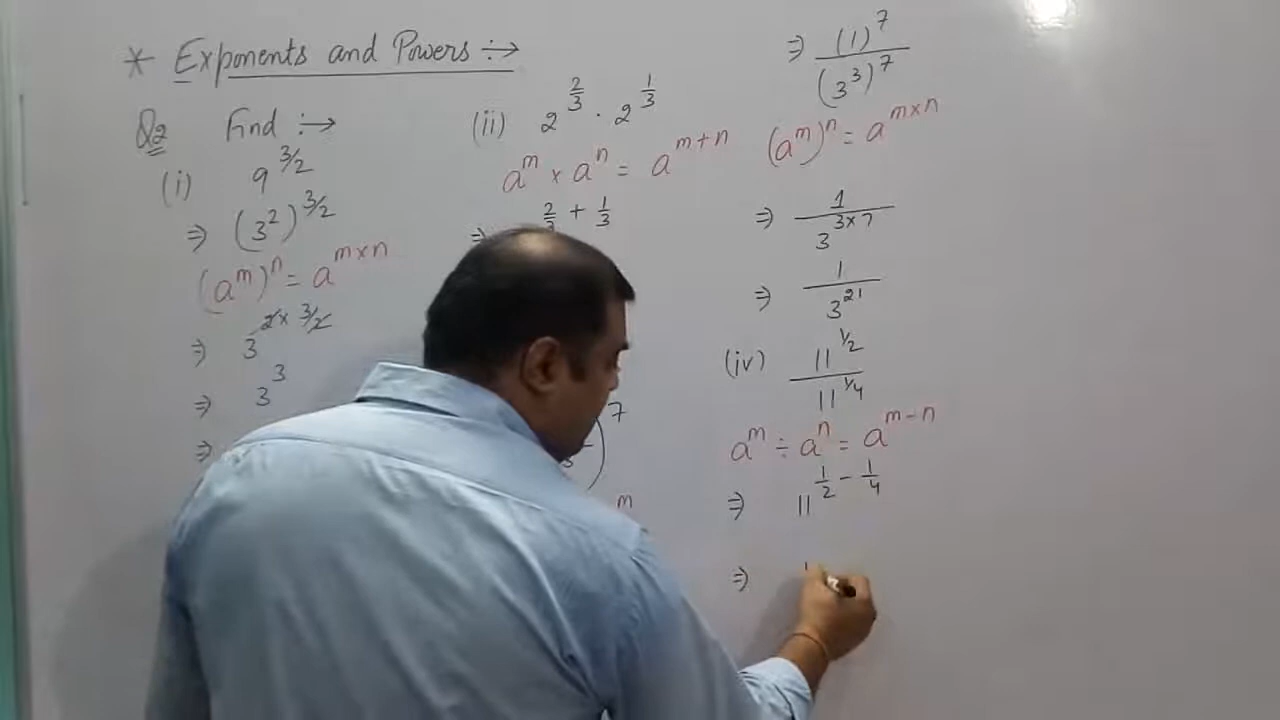 * Exponents and Powers :→
Q2 Find :→
(i) 9^{3/2}
⇒ (3^2)^{3/2}
(a^m)^n = a^{m×n}
⇒ 3^{2×3/2}
⇒ 3^3
⇒
(ii) 2^{2/3} · 2^{1/3}
a^m × a^n = a^{m+n}
⇒ 2/3 + 1/3
7
m
⇒ (1)^7 / (3^3)^7
(a^m)^n = a^{m×n}
⇒ 1 / 3^{3×7}
⇒ 1 / 3^{21}
(iv) 11^{1/2} / 11^{1/4}
a^m ÷ a^n = a^{m-n}
⇒ 11^{1/2 - 1/4}
⇒